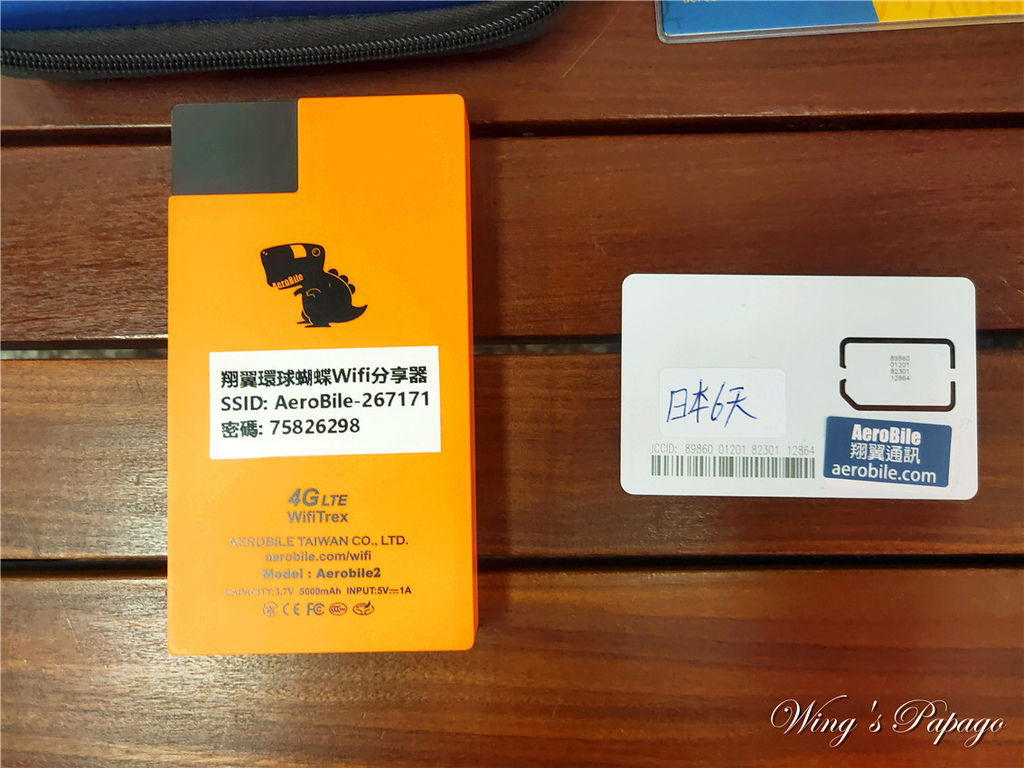 AeroBile
翔翼環球蝴蝶Wifi分享器
SSID: AeroBile-267171
密碼: 75826298
4G LTE
WifiTrex
AEROBILE TAIWAN CO., LTD.
aerobile.com/wifi
Model : Aerobile2
CAPACITY:3.7V 5000mAh INPUT:5V⎓1A
CE FC CCC
89860
01201
82301
12864
日本6天
ICCID: 89860 01201 82301 12864
AeroBile
翔翼通訊
aerobile.com
Wing's Papago